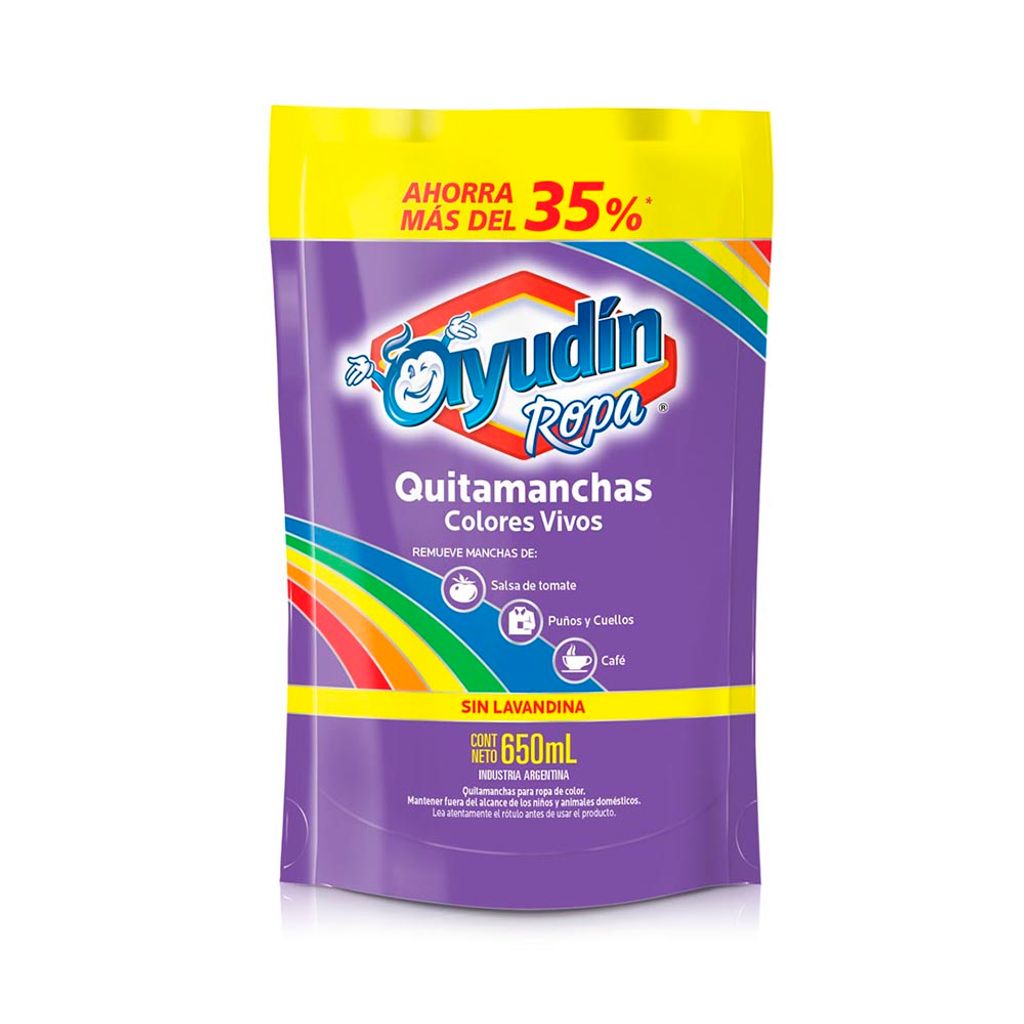 AHORRA
MÁS DEL 35%*
Ayudín
Ropa ®
Quitamanchas
Colores Vivos
REMUEVE MANCHAS DE:
Salsa de tomate
Puños y Cuellos
Café
SIN LAVANDINA
CONT
NETO 650mL
INDUSTRIA ARGENTINA
Quitamanchas para ropa de color.
Mantener fuera del alcance de los niños y animales domésticos.
Lea atentamente el rótulo antes de usar el producto.